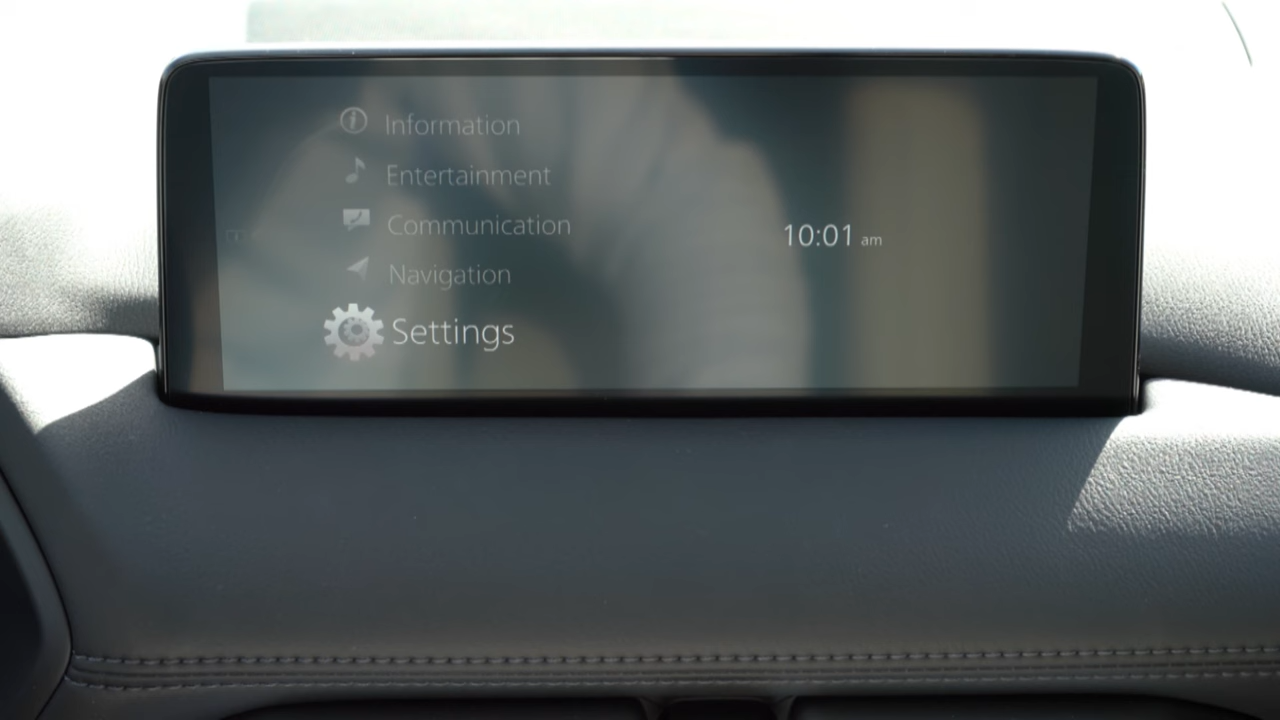 Information
Entertainment
Communication
Navigation
Settings
10:01 am